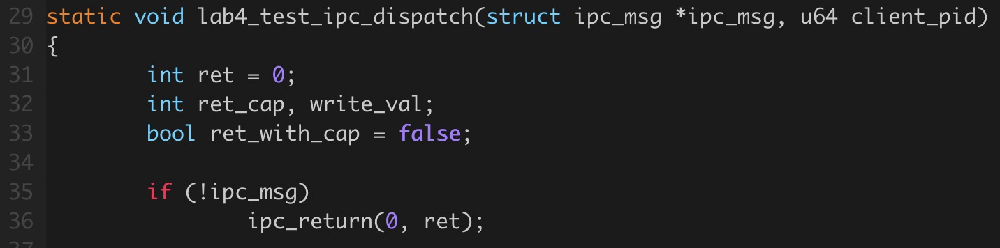 29 static void lab4_test_ipc_dispatch(struct ipc_msg *ipc_msg, u64 client_pid)
30 {
31         int ret = 0;
32         int ret_cap, write_val;
33         bool ret_with_cap = false;
34
35         if (!ipc_msg)
36                 ipc_return(0, ret);
37